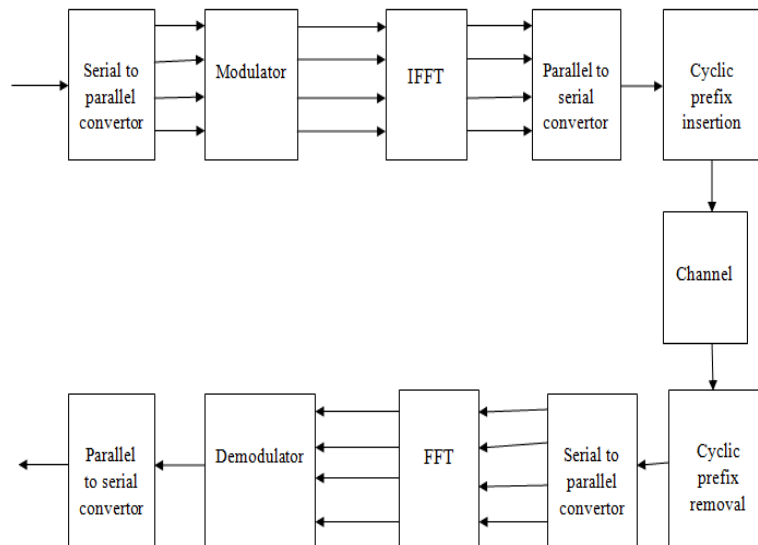 Serial to
parallel
convertor
Modulator
IFFT
Parallel to
serial
convertor
Cyclic
prefix
insertion
Channel
Parallel
to serial
convertor
Demodulator
FFT
Serial to
parallel
convertor
Cyclic
prefix
removal